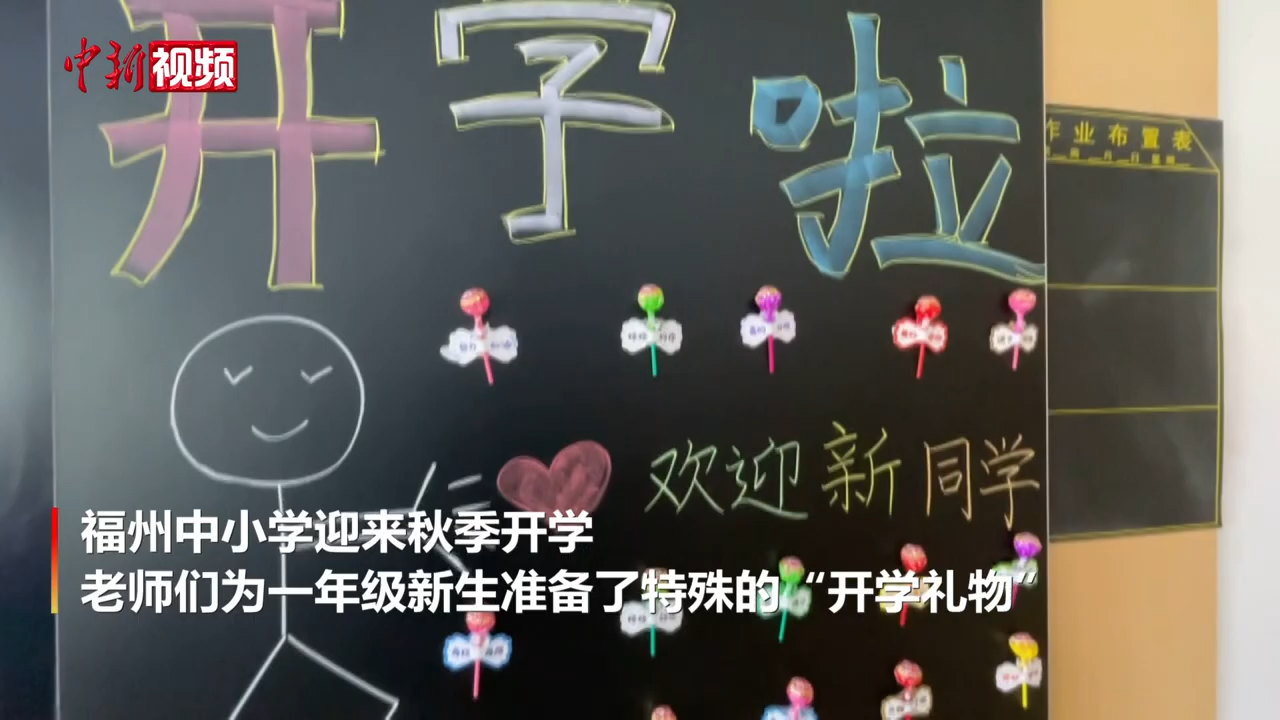 中新视频
开学啦
作业布置表
欢迎新同学
福州中小学迎来秋季开学
老师们为一年级新生准备了特殊的“开学礼物”